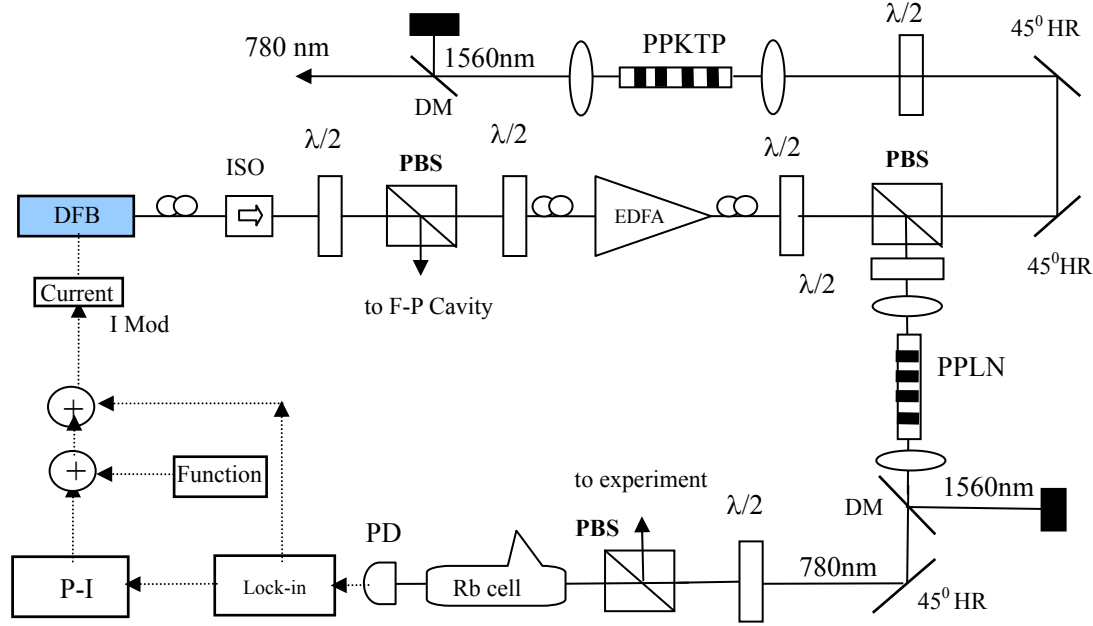 λ/2
45⁰ HR
780 nm
1560nm
PPKTP
DM
λ/2
ISO
PBS
λ/2
λ/2
PBS
DFB
EDFA
45⁰HR
λ/2
Current
to F-P Cavity
I Mod
PPLN
+
+
Function
to experiment
1560nm
DM
λ/2
PD
PBS
P-I
Lock-in
Rb cell
780nm
45⁰ HR